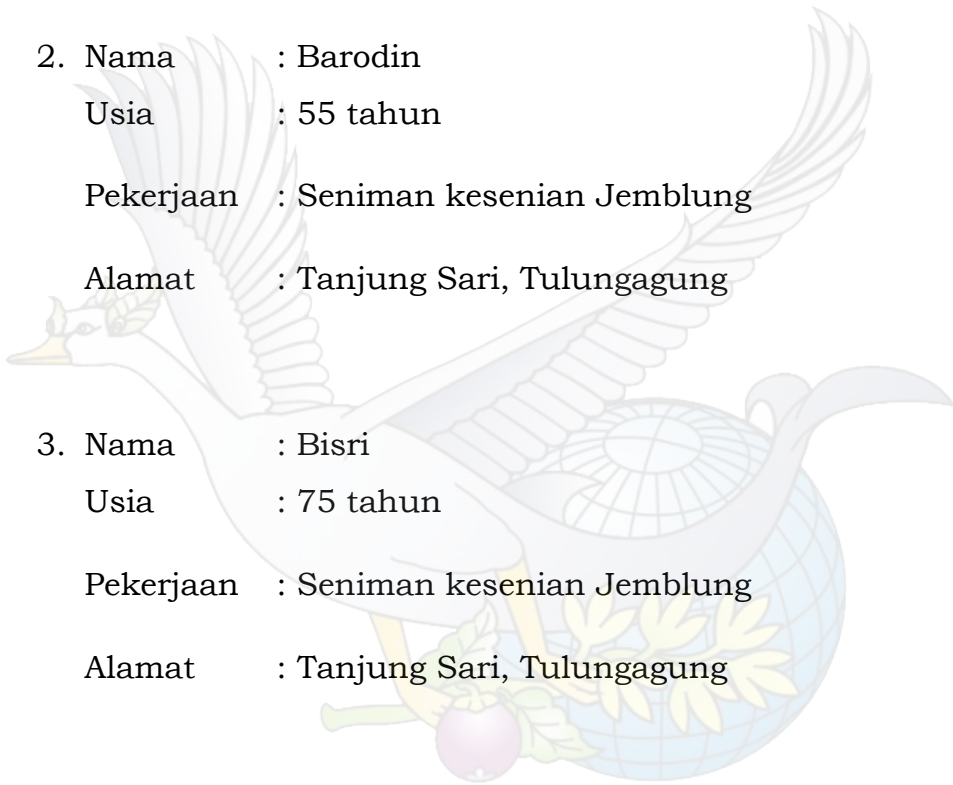 2. Nama : Barodin
Usia : 55 tahun
Pekerjaan : Seniman kesenian Jemblung
Alamat : Tanjung Sari, Tulungagung
3. Nama : Bisri
Usia : 75 tahun
Pekerjaan : Seniman kesenian Jemblung
Alamat : Tanjung Sari, Tulungagung